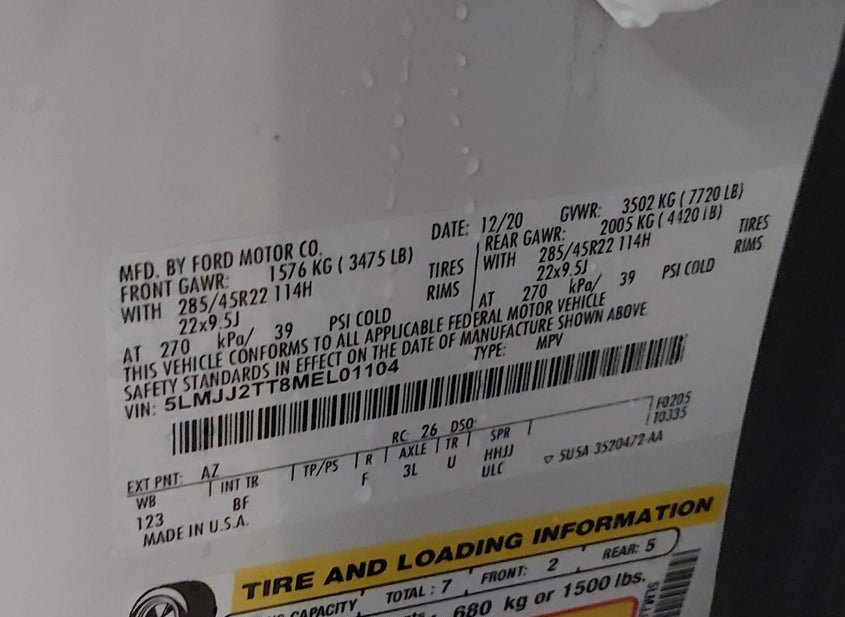 MFD. BY FORD MOTOR CO.
DATE: 12/20 GVWR: 3502 KG ( 7720 LB)
FRONT GAWR: 1576 KG ( 3475 LB)
WITH 285/45R22 114H TIRES
22x9.5J RIMS
AT 270 kPa/ 39 PSI COLD
REAR GAWR: 2005 KG ( 4420 LB)
WITH 285/45R22 114H TIRES
22x9.5J RIMS
AT 270 kPa/ 39 PSI COLD
THIS VEHICLE CONFORMS TO ALL APPLICABLE FEDERAL MOTOR VEHICLE
SAFETY STANDARDS IN EFFECT ON THE DATE OF MANUFACTURE SHOWN ABOVE
VIN: 5LMJJ2TT8MEL01104 TYPE: MPV
F0205
T0335
EXT PNT: AZ RC: 26 DSO:
WB INT TR TP/PS R AXLE TR SPR
123 BF F 3L U HHJJ
ULC
5U5A 3520472 AA
MADE IN U.S.A.
TIRE AND LOADING INFORMATION
CAPACITY TOTAL : 7 FRONT: 2 REAR: 5
680 kg or 1500 lbs.